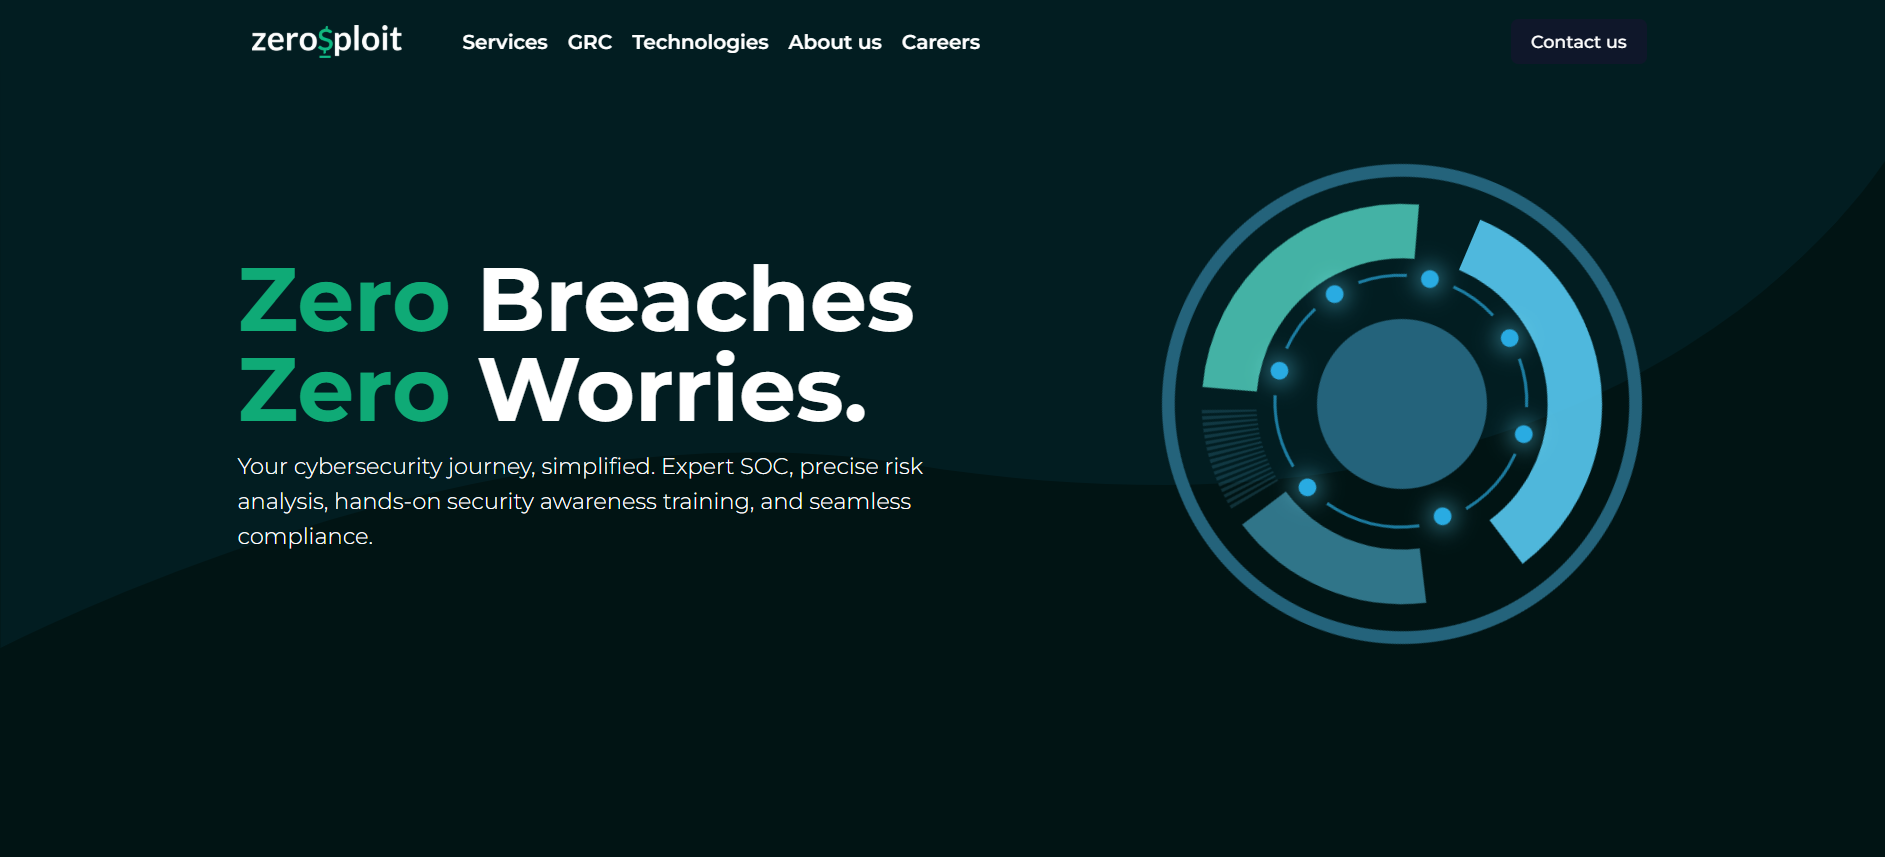 zero$ploit
Services GRC Technologies About us Careers
Contact us
Zero Breaches
Zero Worries.
Your cybersecurity journey, simplified. Expert SOC, precise risk
analysis, hands-on security awareness training, and seamless
compliance.